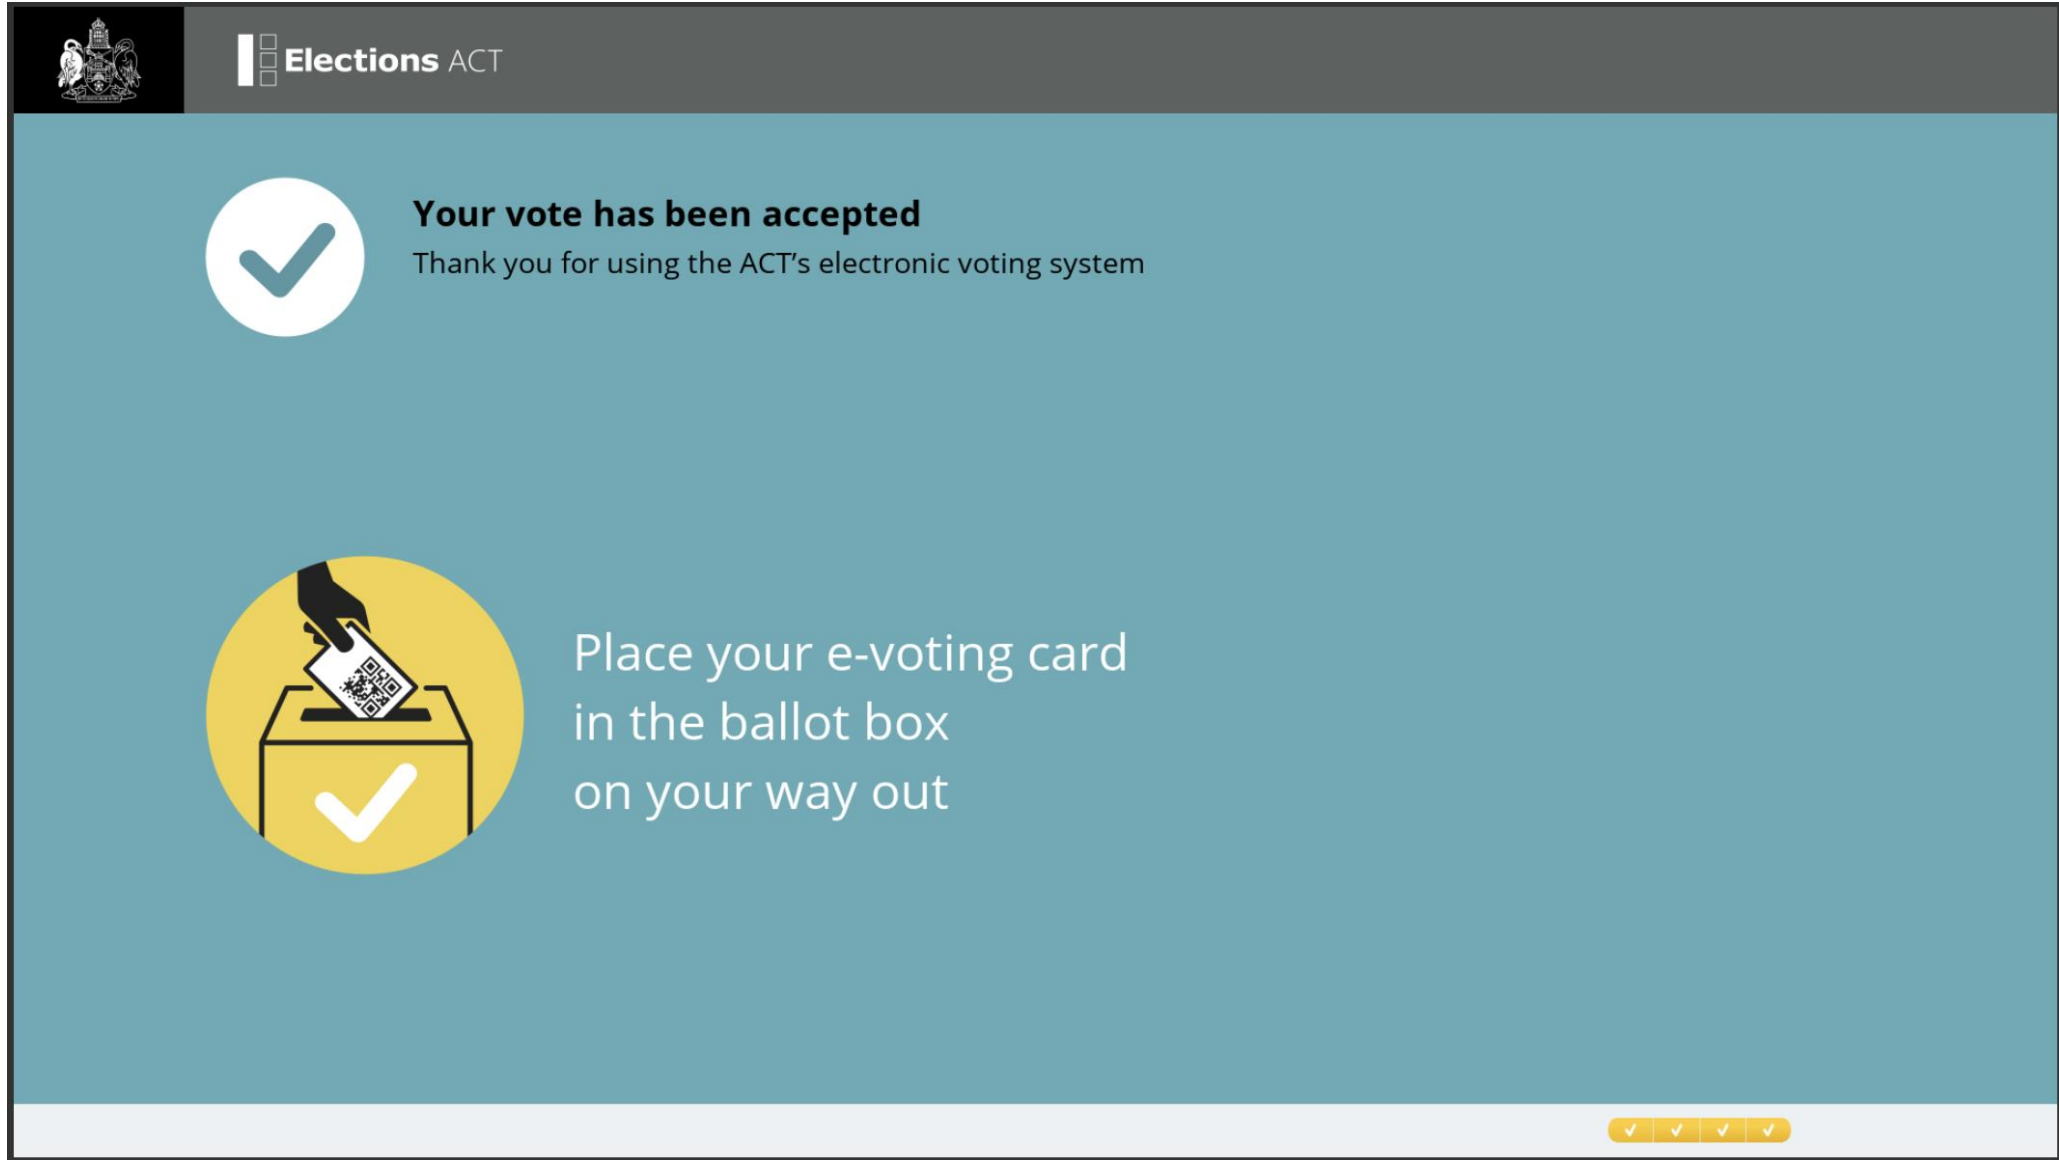 Elections ACT
Your vote has been accepted
Thank you for using the ACT’s electronic voting system
Place your e-voting card
in the ballot box
on your way out